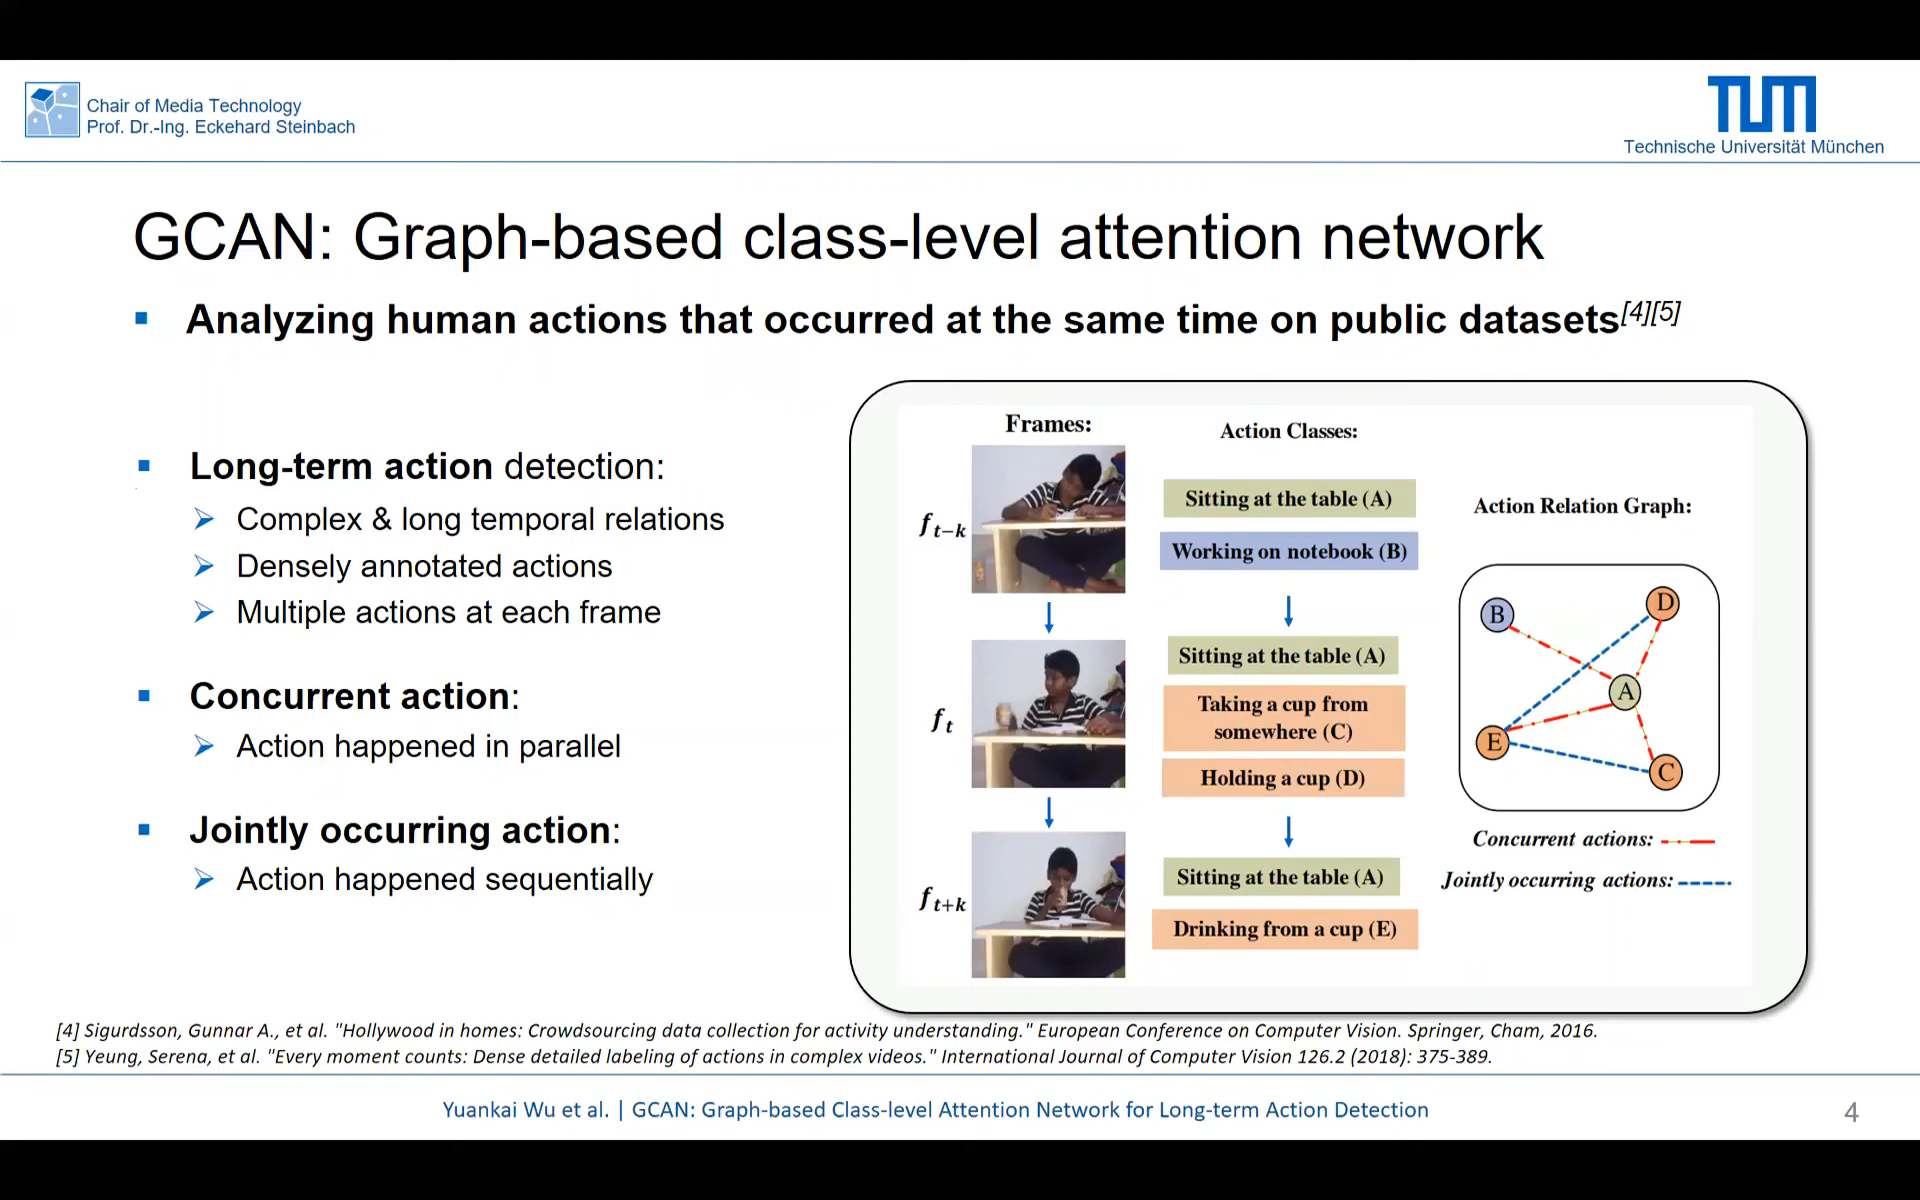 Chair of Media Technology
Prof. Dr.-Ing. Eckehard Steinbach
TUM
Technische Universität München
GCAN: Graph-based class-level attention network
Analyzing human actions that occurred at the same time on public datasets[4][5]
Long-term action detection:
Complex & long temporal relations
Densely annotated actions
Multiple actions at each frame
Concurrent action:
Action happened in parallel
Jointly occurring action:
Action happened sequentially
Frames:
f t−k
f t
f t+k
Action Classes:
Sitting at the table (A)
Working on notebook (B)
Sitting at the table (A)
Taking a cup from
somewhere (C)
Holding a cup (D)
Sitting at the table (A)
Drinking from a cup (E)
Action Relation Graph:
B
D
A
E
C
Concurrent actions:
Jointly occurring actions:
[4] Sigurdsson, Gunnar A., et al. "Hollywood in homes: Crowdsourcing data collection for activity understanding." European Conference on Computer Vision. Springer, Cham, 2016.
[5] Yeung, Serena, et al. "Every moment counts: Dense detailed labeling of actions in complex videos." International Journal of Computer Vision 126.2 (2018): 375-389.
Yuankai Wu et al. | GCAN: Graph-based Class-level Attention Network for Long-term Action Detection
4